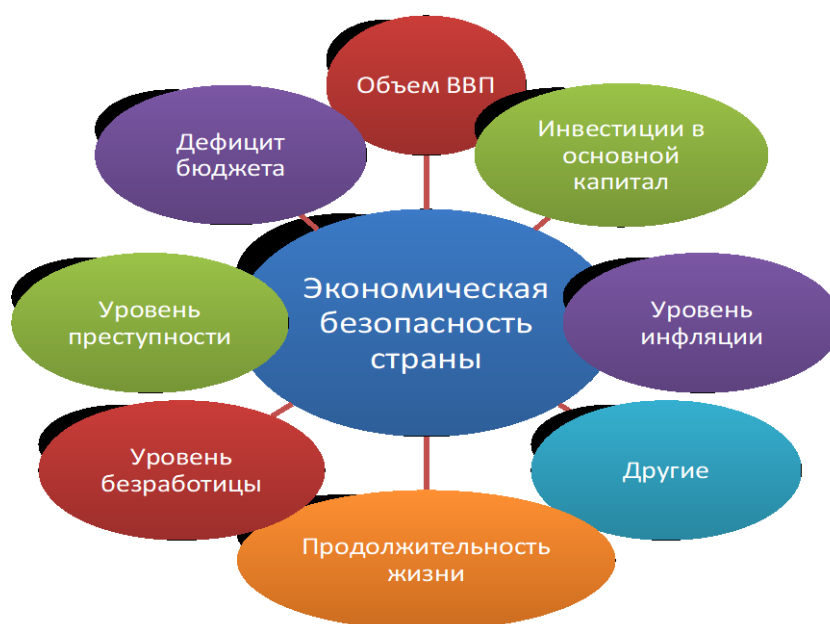 Объем ВВП
Инвестиции в
основной
капитал
Дефицит
бюджета
Экономическая
безопасность
страны
Уровень
преступности
Уровень
инфляции
Уровень
безработицы
Другие
Продолжительность
жизни